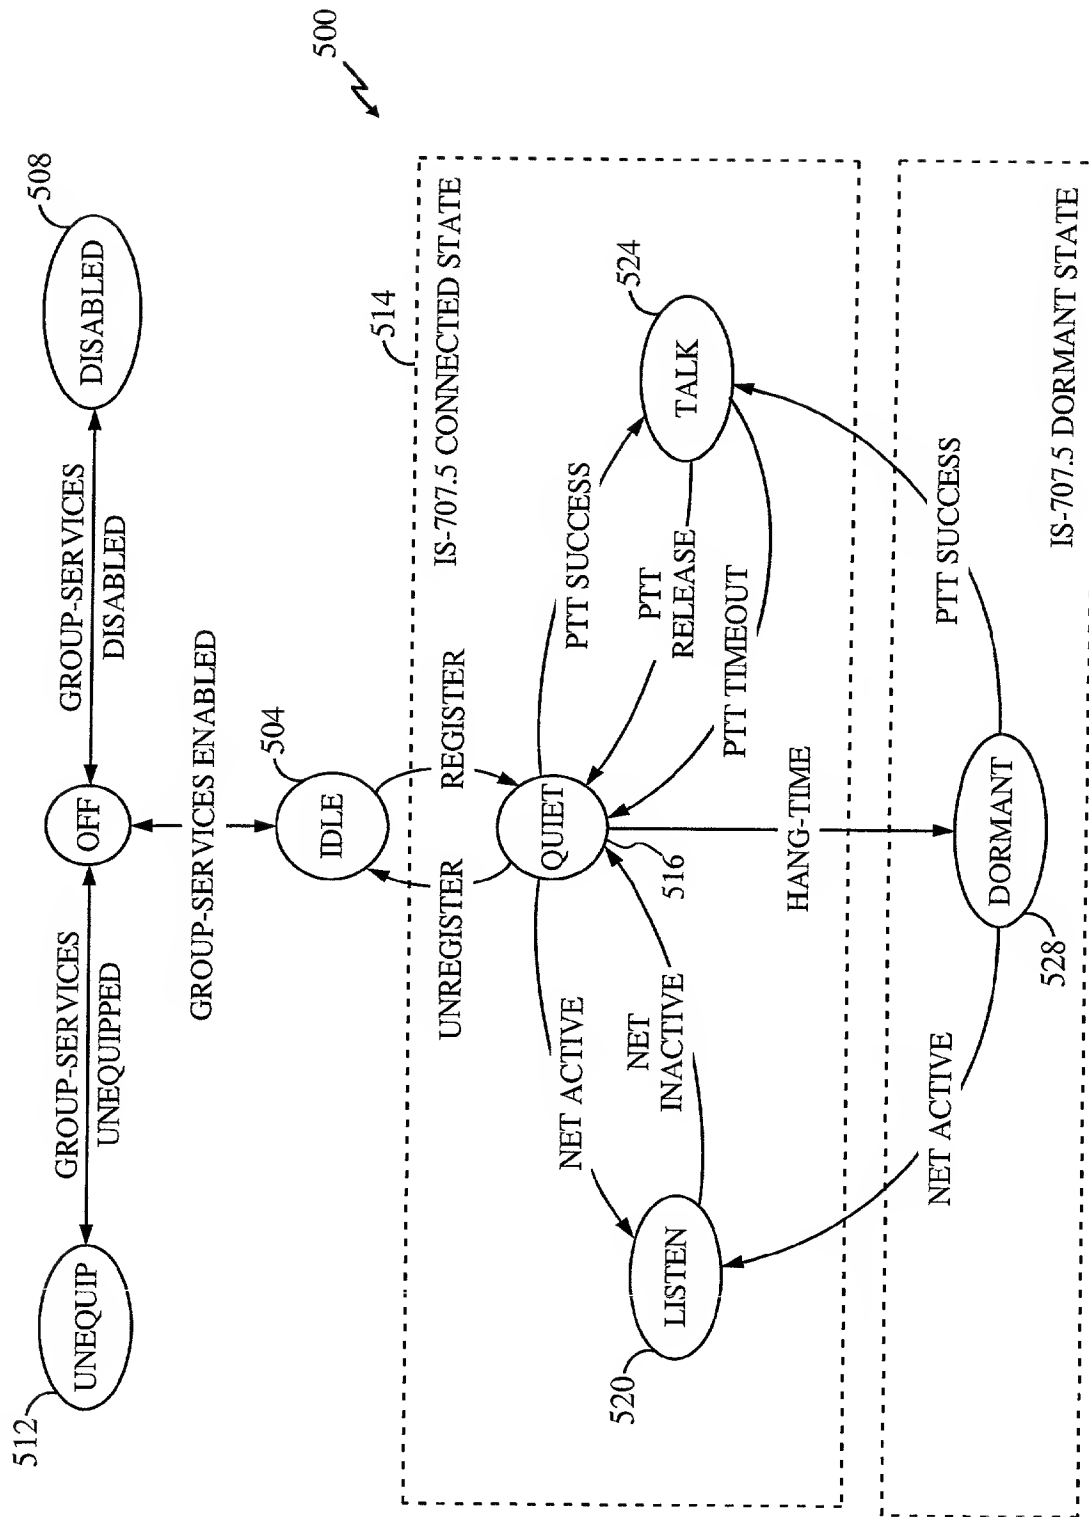 500
512
UNEQUIP
GROUP-SERVICES
UNEQUIPPED
OFF
GROUP-SERVICES
DISABLED
DISABLED
508
GROUP-SERVICES ENABLED
IDLE
504
514
UNREGISTER
REGISTER
IS-707.5 CONNECTED STATE
QUIET
516
NET ACTIVE
NET
INACTIVE
PTT SUCCESS
PTT
RELEASE
PTT TIMEOUT
520
LISTEN
TALK
524
HANG-TIME
NET ACTIVE
PTT SUCCESS
528
DORMANT
IS-707.5 DORMANT STATE